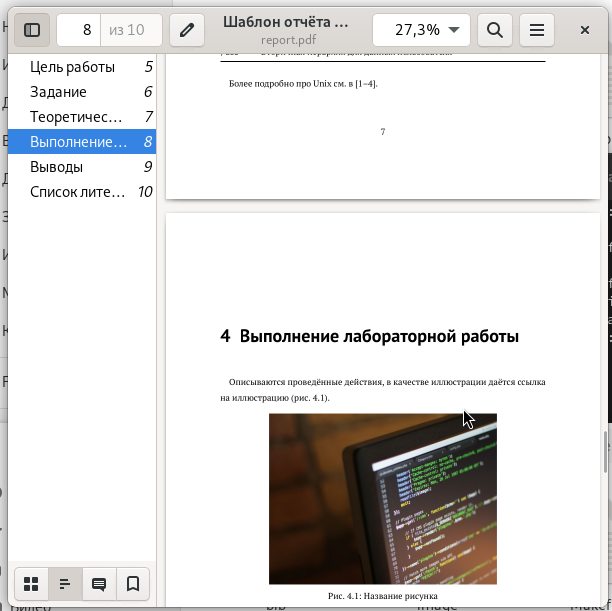 Шаблон отчёта ...
report.pdf
8
из 10
27,3%
Цель работы 5
Задание 6
Теоретичес... 7
Выполнение... 8
Выводы 9
Список лите... 10
Более подробно про Unix см. в [1–4].
7
4 Выполнение лабораторной работы
Описываются проведённые действия, в качестве иллюстрации даётся ссылка
на иллюстрацию (рис. 4.1).
Рис. 4.1: Название рисунка